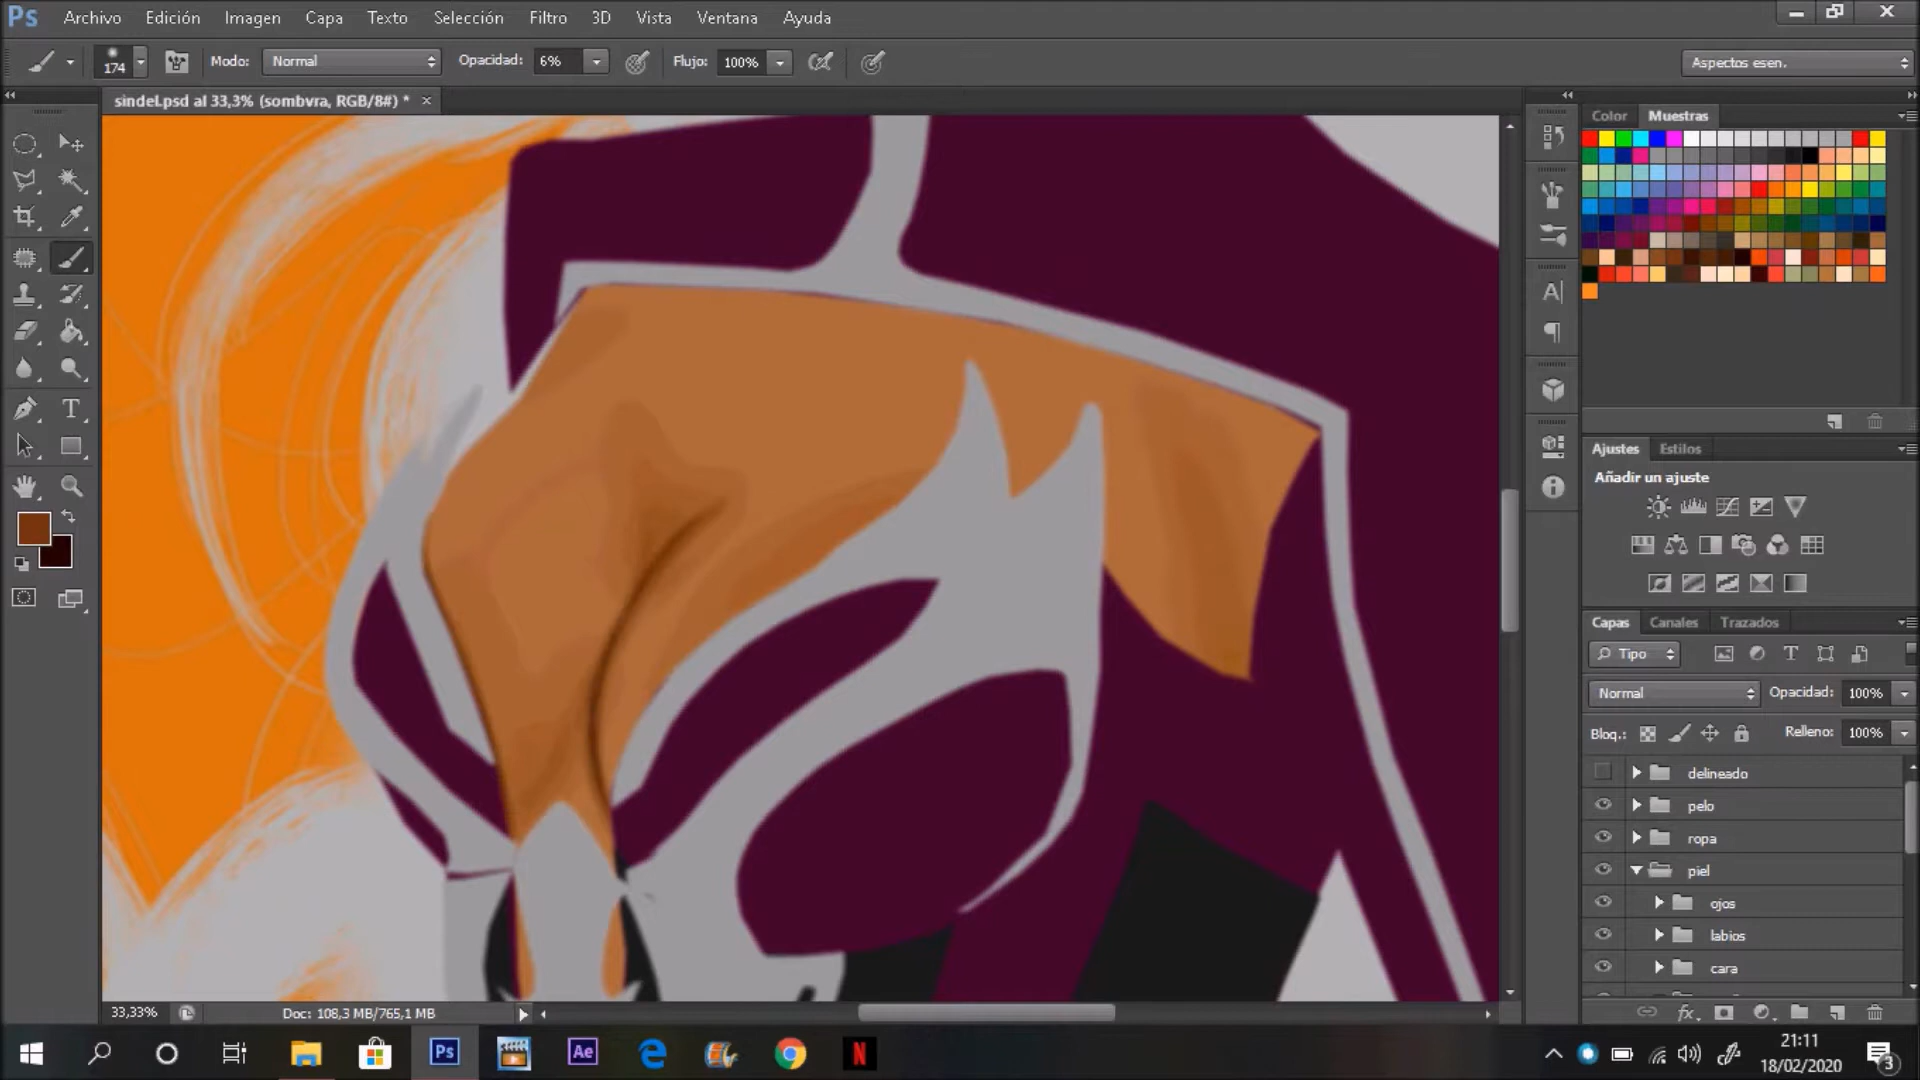 Ps Archivo Edición Imagen Capa Texto Selección Filtro 3D Vista Ventana Ayuda
174 Modo: Normal Opacidad: 6% Flujo: 100% Aspectos esen.
sindel.psd al 33,3% (sombvra, RGB/8#) *
Color Muestras
Ajustes Estilos
Añadir un ajuste
Capas Canales Trazados
Tipo
Normal Opacidad: 100%
Bloq.: Relleno: 100%
delineado
pelo
ropa
piel
ojos
labios
cara
33,33% Doc: 108,3 MB/765,1 MB
Ps Ae N
21:11
18/02/2020
3